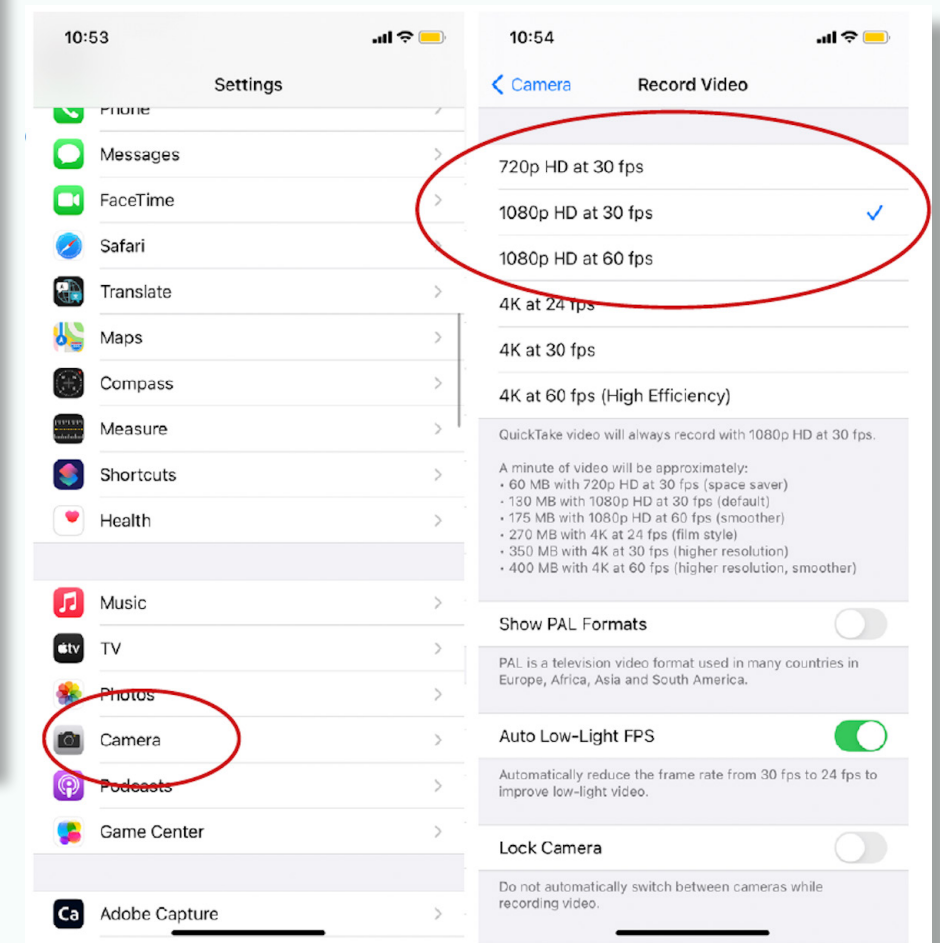 10:53
Settings
Phone
Messages
FaceTime
Safari
Translate
Maps
Compass
Measure
Shortcuts
Health
Music
tv
TV
Photos
Camera
Podcasts
Game Center
Ca
Adobe Capture
10:54
Camera
Record Video
720p HD at 30 fps
1080p HD at 30 fps
1080p HD at 60 fps
4K at 24 fps
4K at 30 fps
4K at 60 fps (High Efficiency)
QuickTake video will always record with 1080p HD at 30 fps.
A minute of video will be approximately:
• 60 MB with 720p HD at 30 fps (space saver)
• 130 MB with 1080p HD at 30 fps (default)
• 175 MB with 1080p HD at 60 fps (smoother)
• 270 MB with 4K at 24 fps (film style)
• 350 MB with 4K at 30 fps (higher resolution)
• 400 MB with 4K at 60 fps (higher resolution, smoother)
Show PAL Formats
PAL is a television video format used in many countries in
Europe, Africa, Asia and South America.
Auto Low-Light FPS
Automatically reduce the frame rate from 30 fps to 24 fps to
improve low-light video.
Lock Camera
Do not automatically switch between cameras while
recording video.